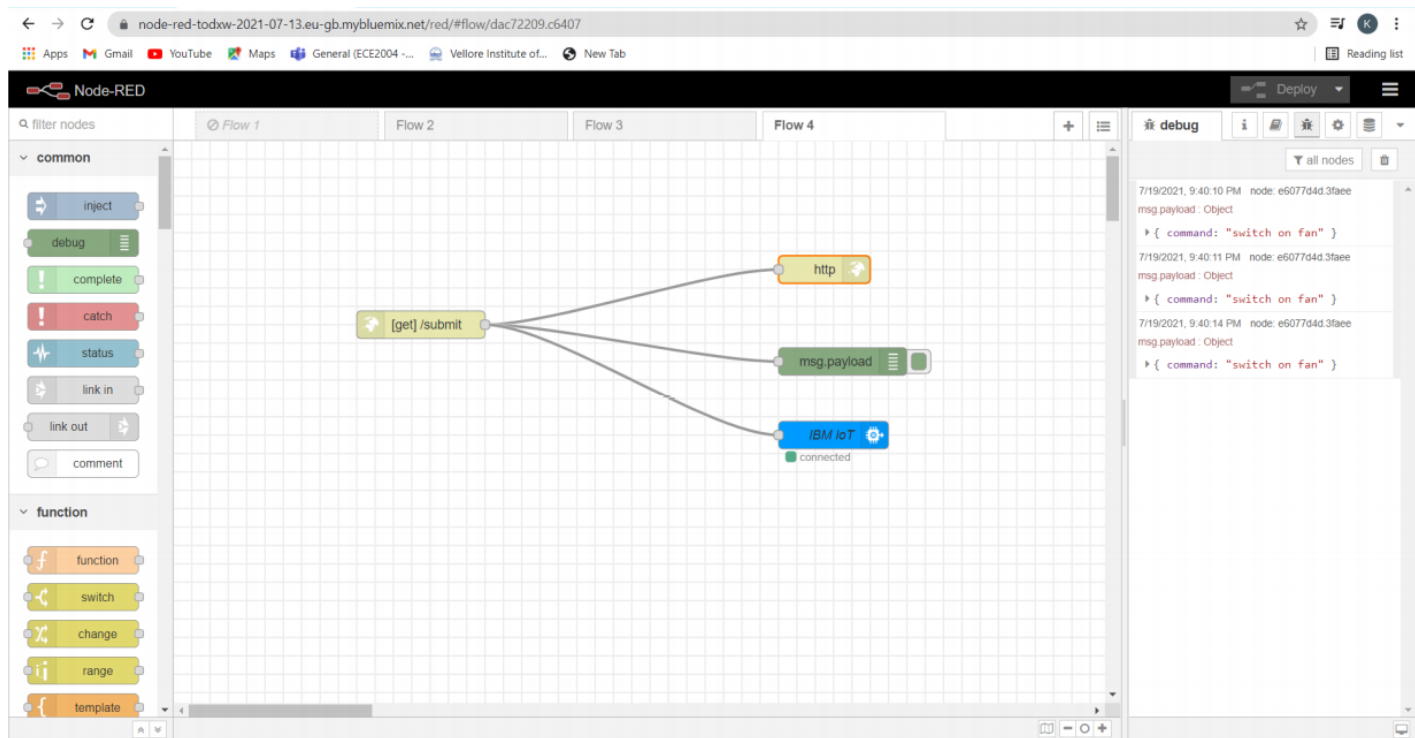 node-red-todxw-2021-07-13.eu-gb.mybluemix.net/red/#flow/dac72209.c6407
K
Apps Gmail YouTube Maps General (ECE2004 -... Vellore Institute of... New Tab Reading list
Node-RED Deploy
filter nodes Flow 1 Flow 2 Flow 3 Flow 4 debug
common
all nodes
inject
debug
complete
catch
status
link in
link out
comment
function
function
switch
change
range
template
http
[get] /submit
msg.payload
IBM IoT
connected
7/19/2021, 9:40:10 PM node: e6077d4d.3faee
msg.payload : Object
{ command: "switch on fan" }
7/19/2021, 9:40:11 PM node: e6077d4d.3faee
msg.payload : Object
{ command: "switch on fan" }
7/19/2021, 9:40:14 PM node: e6077d4d.3faee
msg.payload : Object
{ command: "switch on fan" }